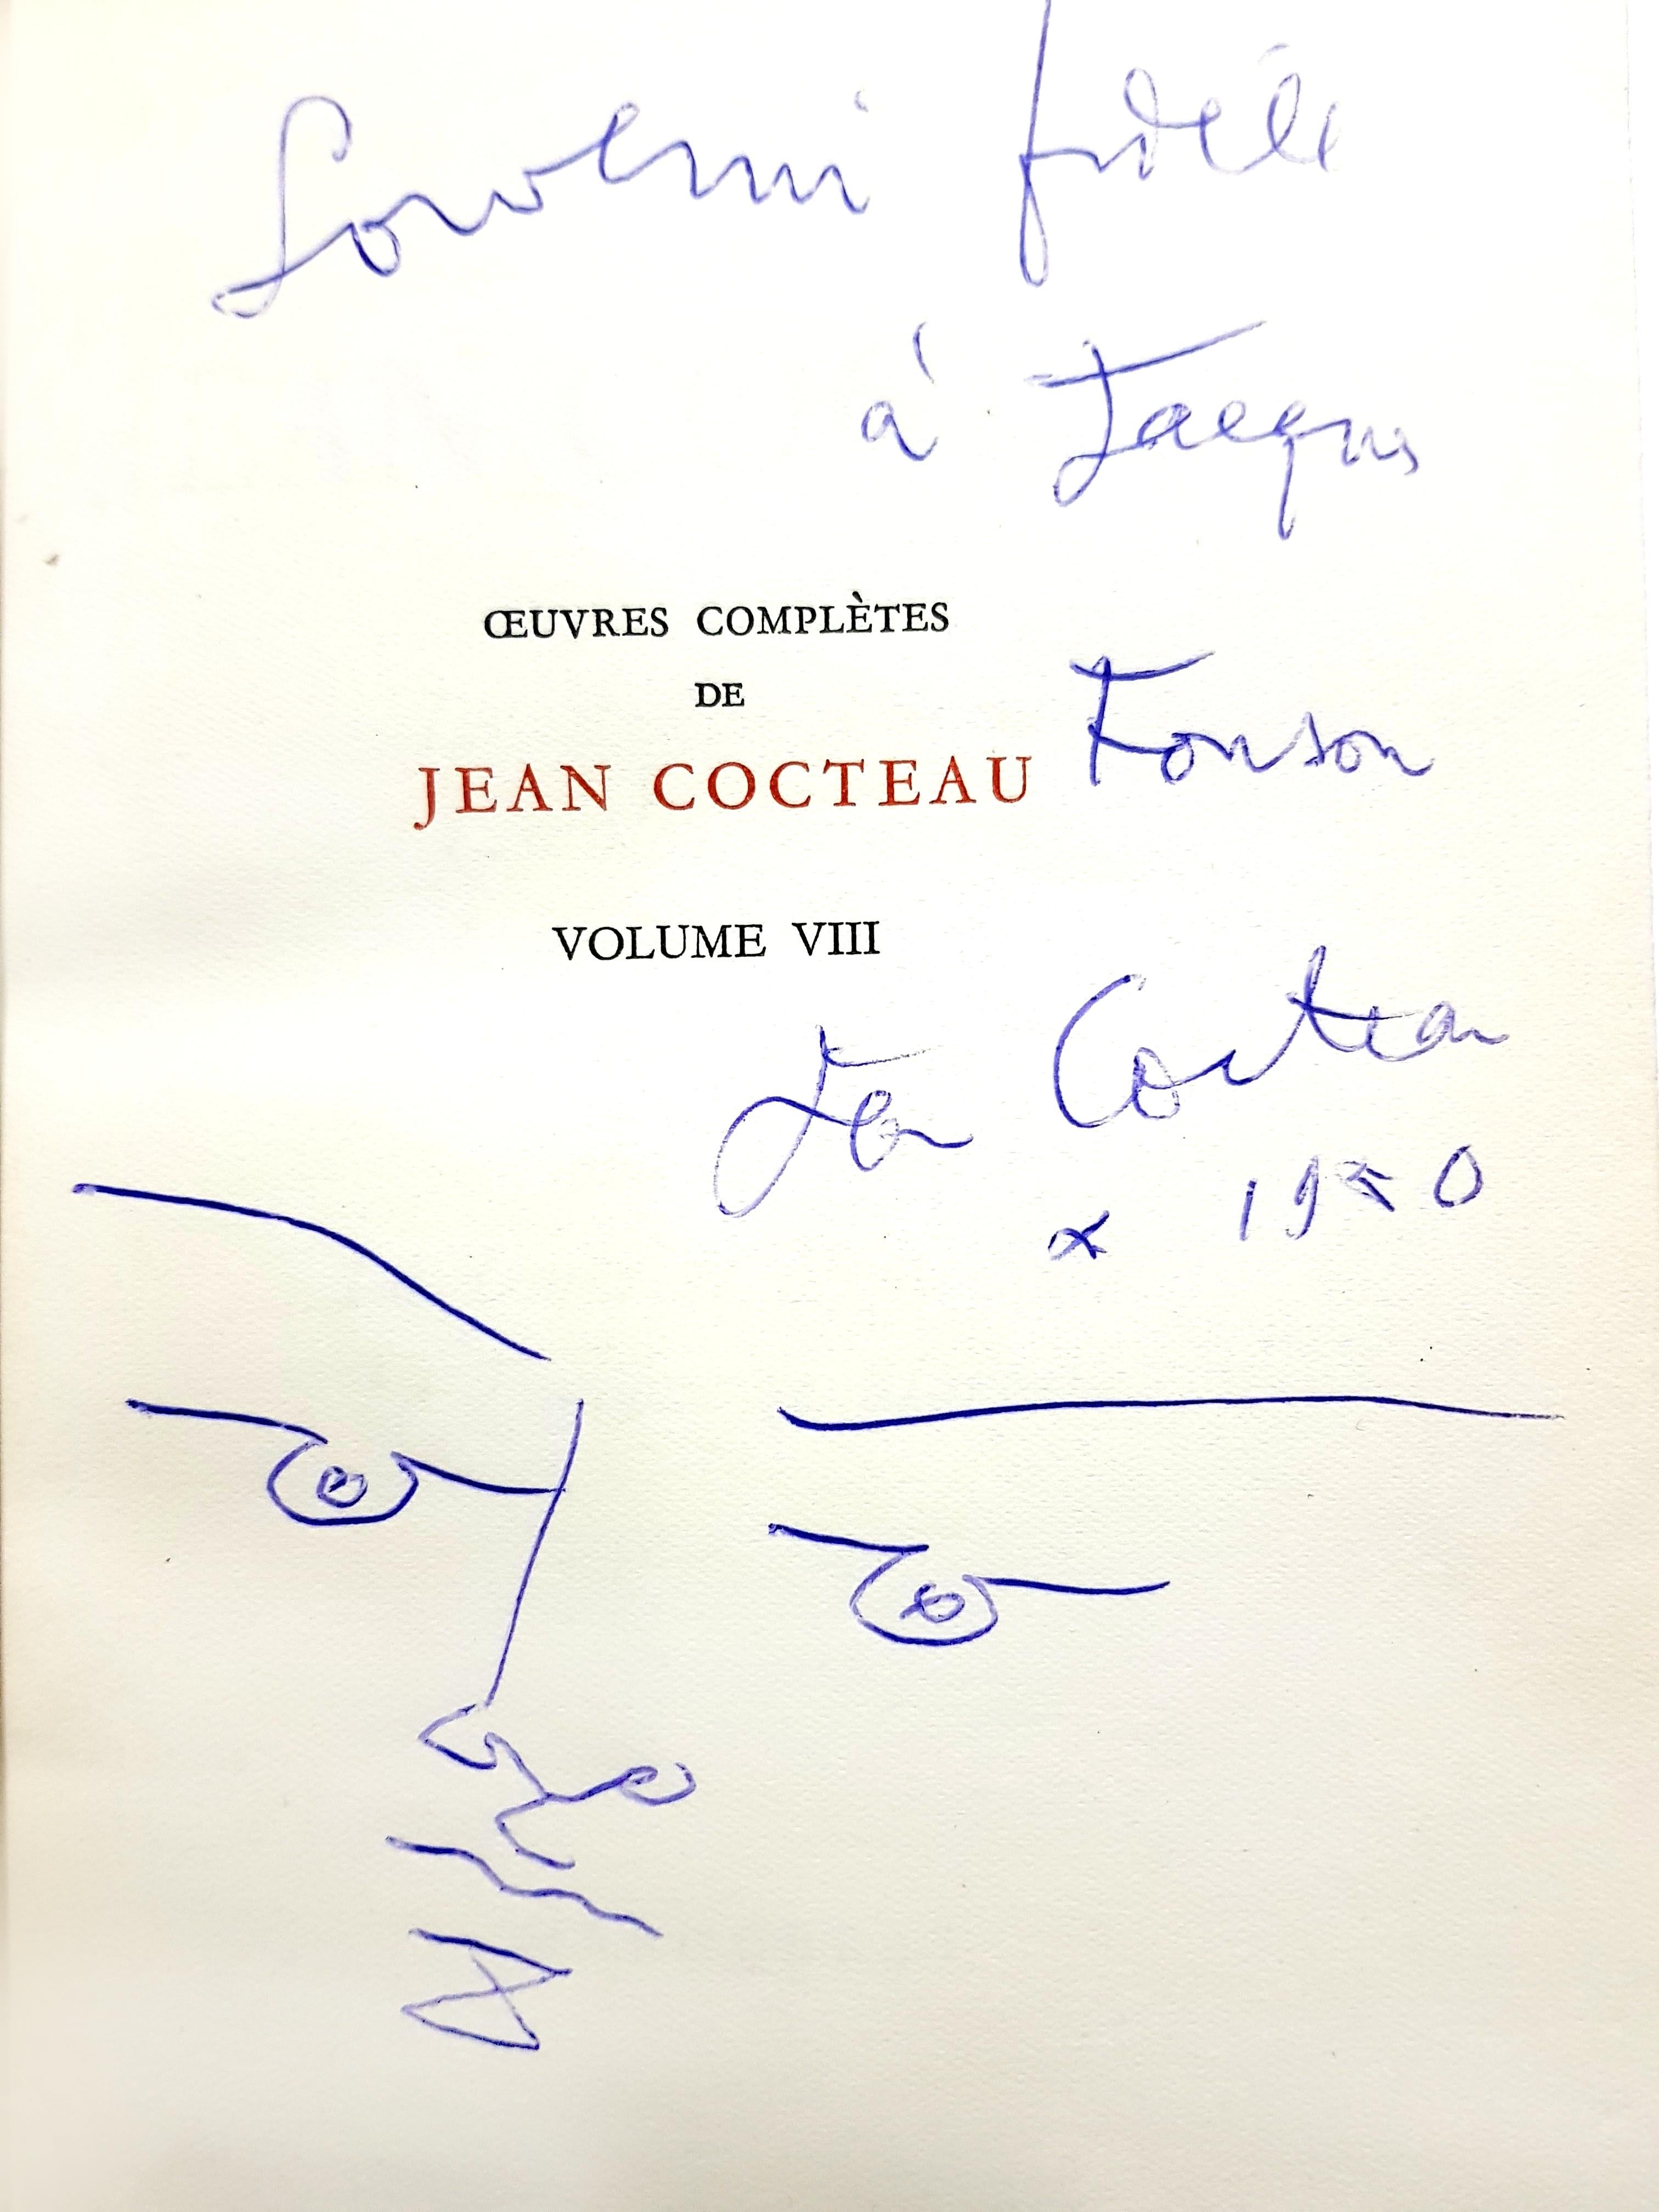 Souvenir fidèle
à Jacques
ŒUVRES COMPLÈTES
DE
JEAN COCTEAU
Fonson
VOLUME VIII
Jean Cocteau
* 1950